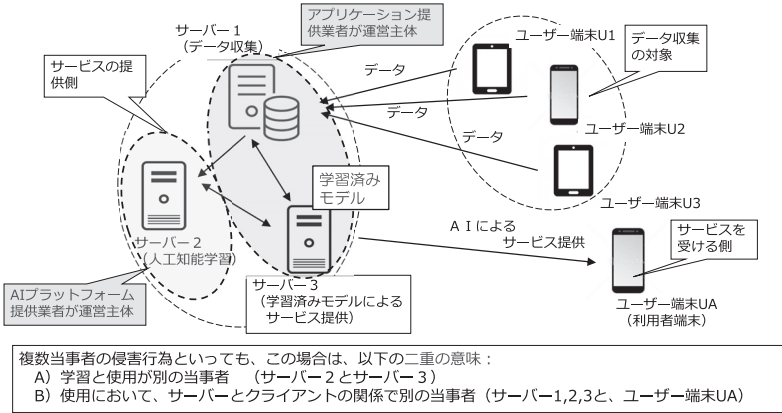 アプリケーション提
供業者が運営主体
サーバー１
（データ収集）
サービスの提
供側
データ
データ
データ
ユーザー端末U1
データ収集
の対象
ユーザー端末U2
ユーザー端末U3
学習済み
モデル
サーバー２
（人工知能学習）
AIプラットフォーム
提供業者が運営主体
サーバー３
（学習済みモデルによる
サービス提供）
ＡＩによる
サービス提供
サービスを
受ける側
ユーザー端末UA
（利用者端末）
複数当事者の侵害行為といっても、この場合は、以下の二重の意味：
A）学習と使用が別の当事者　（サーバー２とサーバー３）
B）使用において、サーバーとクライアントの関係で別の当事者（サーバー1,2,3と、ユーザー端末UA）